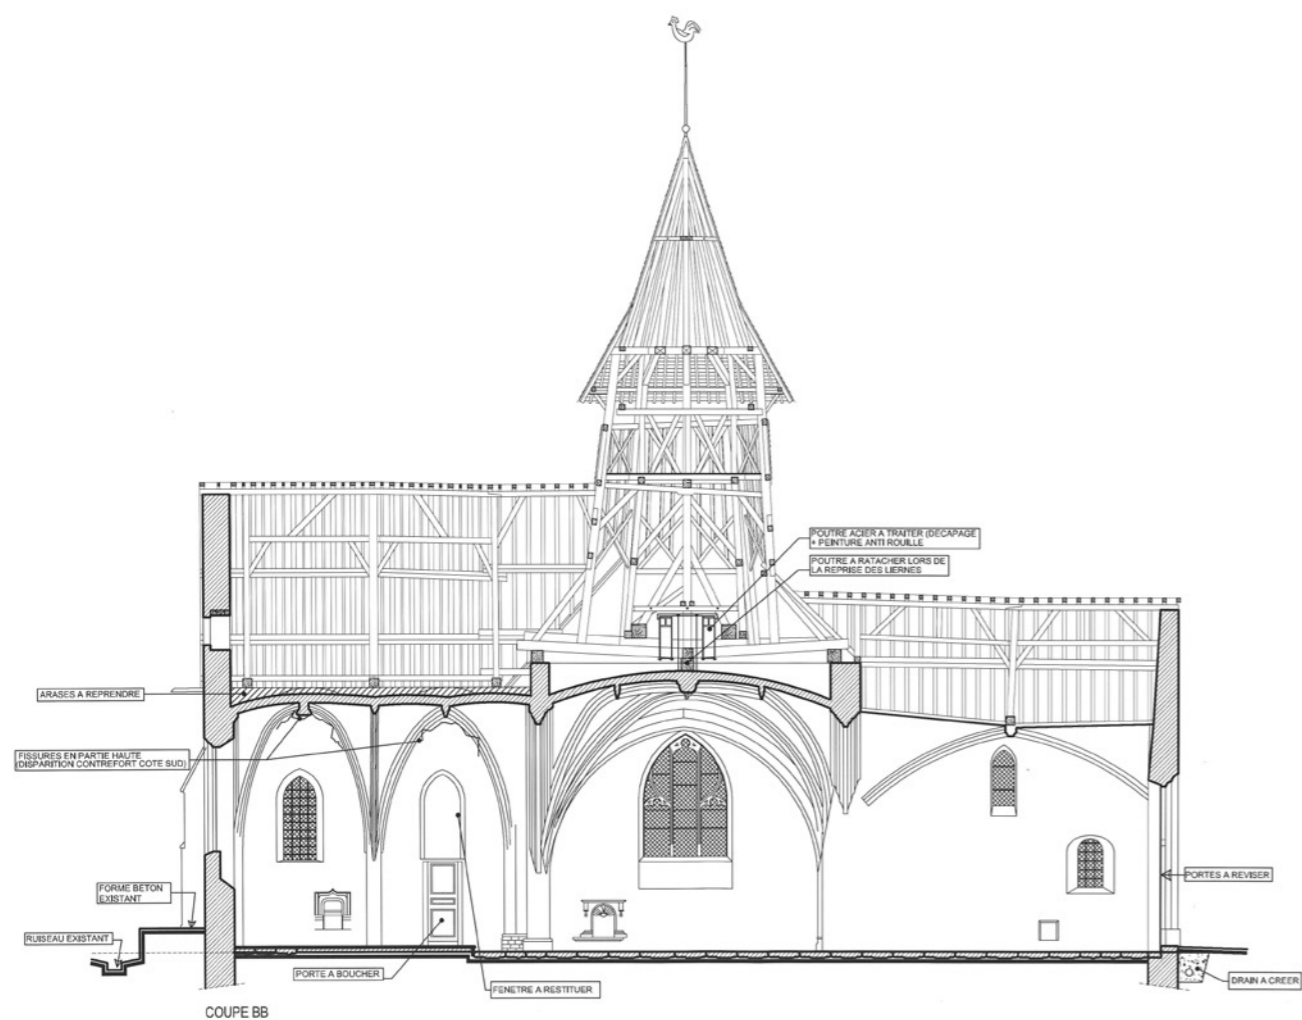 POUTRE ACIER A TRAITER (DECAPAGE
+ PEINTURE ANTI ROUILLE
POUTRE A RATACHER LORS DE
LA REPRISE DES LIERNES
ARASES A REPRENDRE
FISSURES EN PARTIE HAUTE
(DISPARITION CONTREFORT COTE SUD)
FORME BETON
EXISTANT
RUISEAU EXISTANT
PORTE A BOUCHER
FENETRE A RESTITUER
PORTES A REVISER
DRAIN A CREER
COUPE BB